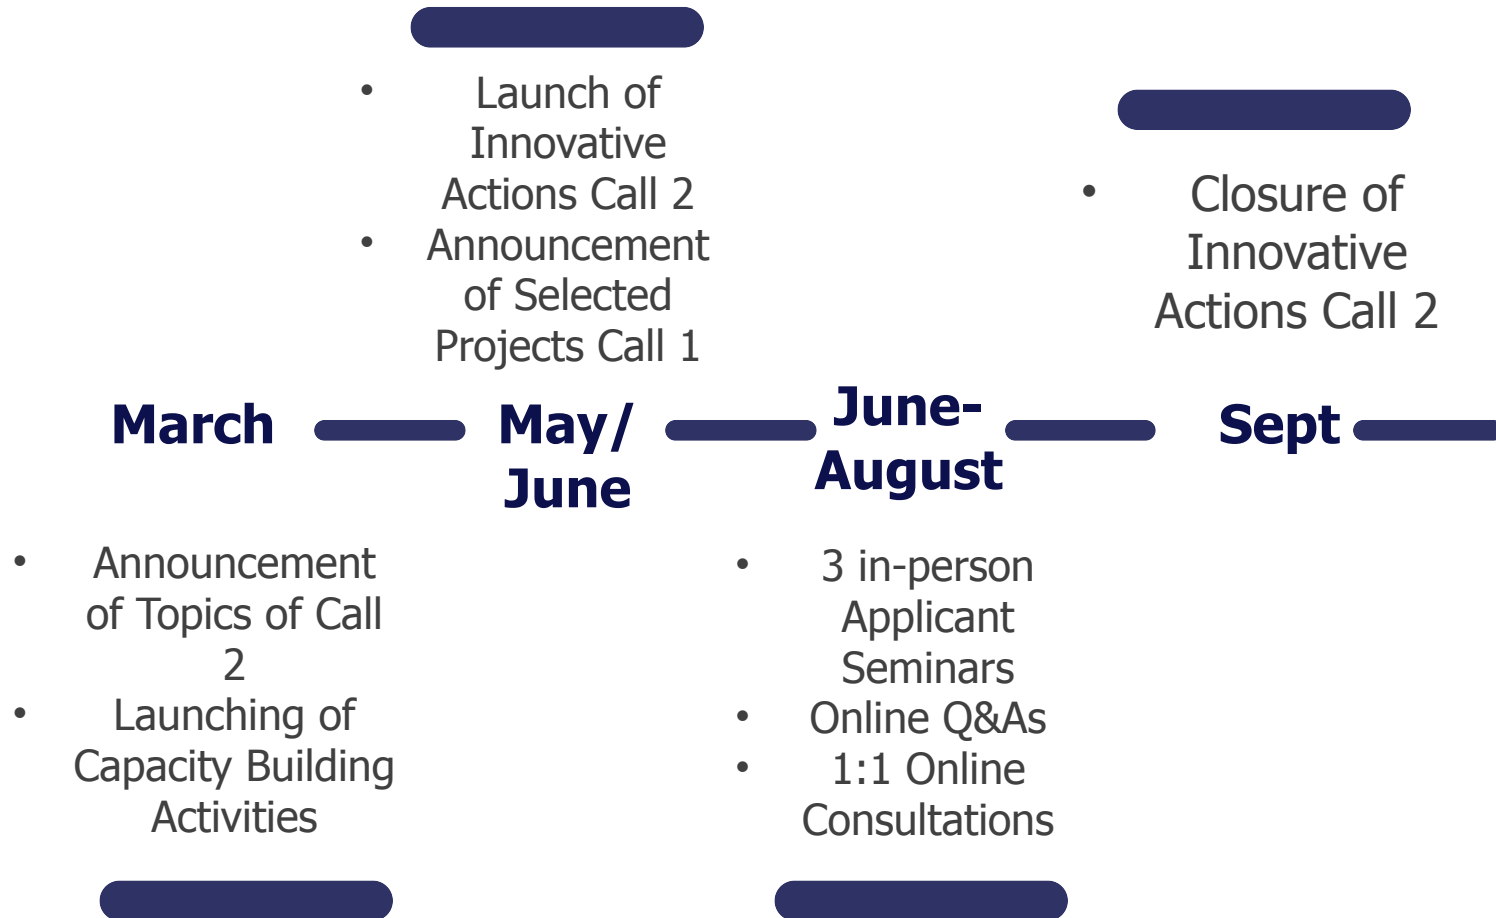 • Launch of
Innovative
Actions Call 2
• Announcement
of Selected
Projects Call 1
• Closure of
Innovative
Actions Call 2
March
May/
June
June-
August
Sept
• Announcement
of Topics of Call
2
• Launching of
Capacity Building
Activities
• 3 in-person
Applicant
Seminars
• Online Q&As
• 1:1 Online
Consultations